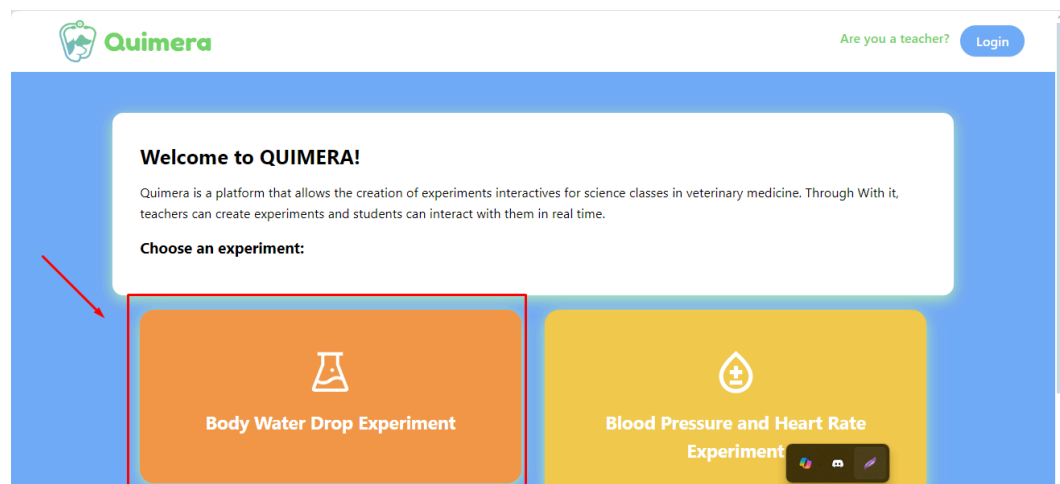 Quimera
Are you a teacher?
Login
Welcome to QUIMERA!
Quimera is a platform that allows the creation of experiments interactives for science classes in veterinary medicine. Through With it,
teachers can create experiments and students can interact with them in real time.
Choose an experiment:
Body Water Drop Experiment
Blood Pressure and Heart Rate
Experiment